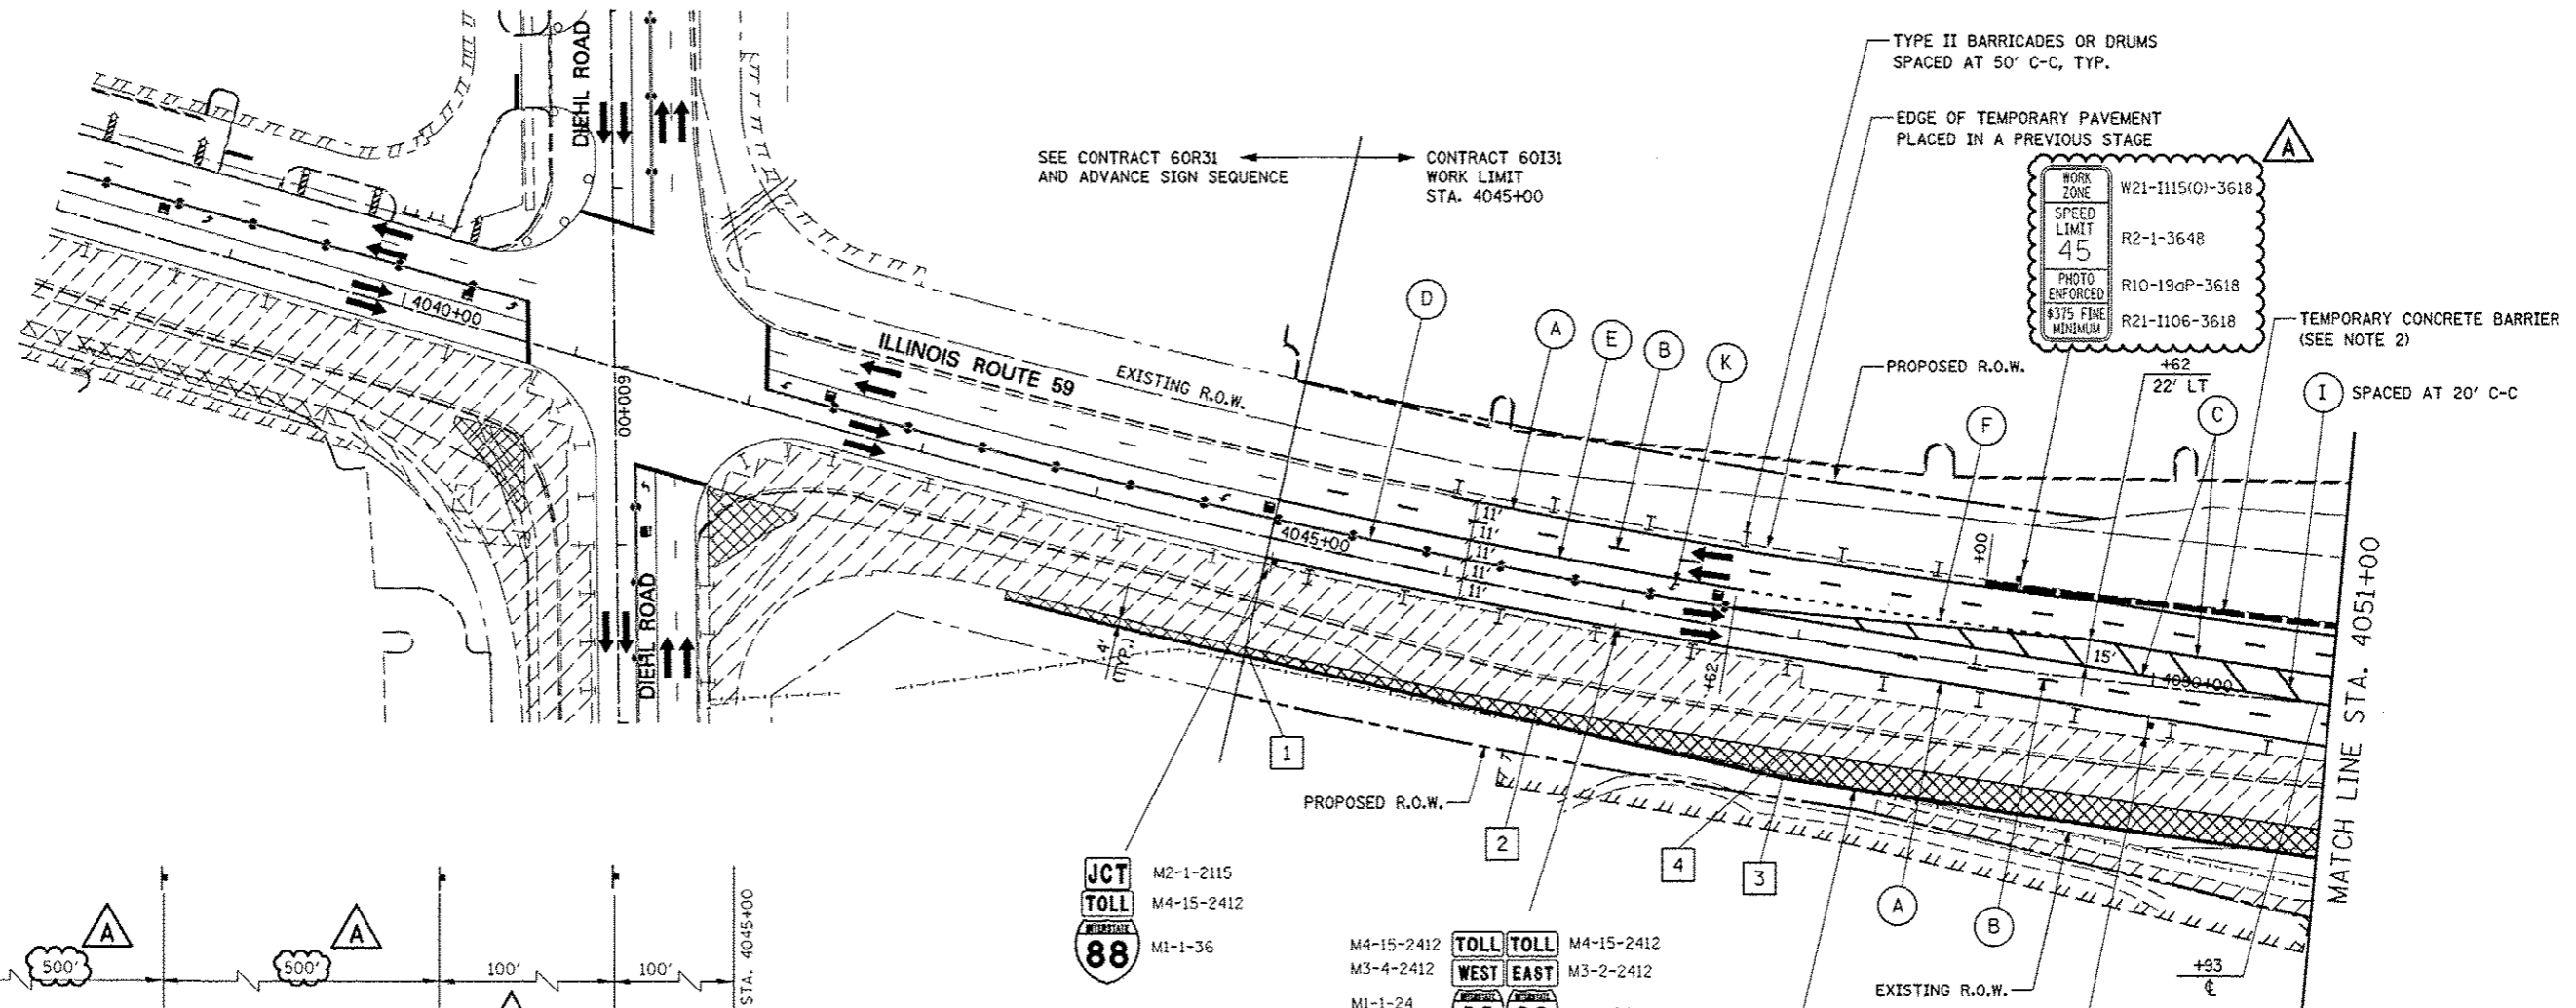 TYPE II BARRICADES OR DRUMS
SPACED AT 50' C-C, TYP.
EDGE OF TEMPORARY PAVEMENT
PLACED IN A PREVIOUS STAGE
A
DIEHL ROAD
SEE CONTRACT 60R31
AND ADVANCE SIGN SEQUENCE
CONTRACT 60I31
WORK LIMIT
STA. 4045+00
WORK
ZONE
W21-I115(O)-3618
SPEED
LIMIT
45
R2-1-3648
PHOTO
ENFORCED
R10-19aP-3618
$375 FINE
MINIMUM
R21-I106-3618
TEMPORARY CONCRETE BARRIER
(SEE NOTE 2)
PROPOSED R.O.W.
+62
22' LT
I
SPACED AT 20' C-C
C
F
D
A
E
B
K
4040+00
ILLINOIS ROUTE 59
EXISTING R.O.W.
600+00
4045+00
11'
11'
11'
11'
11'
+00
+62
15'
4050+00
MATCH LINE STA. 4051+00
4'
(TYP.)
DIEHL ROAD
1
PROPOSED R.O.W.
2
4
3
A
B
JCT
M2-1-2115
TOLL
M4-15-2412
INTERSTATE
88
M1-1-36
M4-15-2412
TOLL
TOLL
M4-15-2412
M3-4-2412
WEST
EAST
M3-2-2412
M1-1-24
INTERSTATE
INTERSTATE
EXISTING R.O.W.
+93
℄
A
A
500'
500'
100'
100'
STA. 4045+00